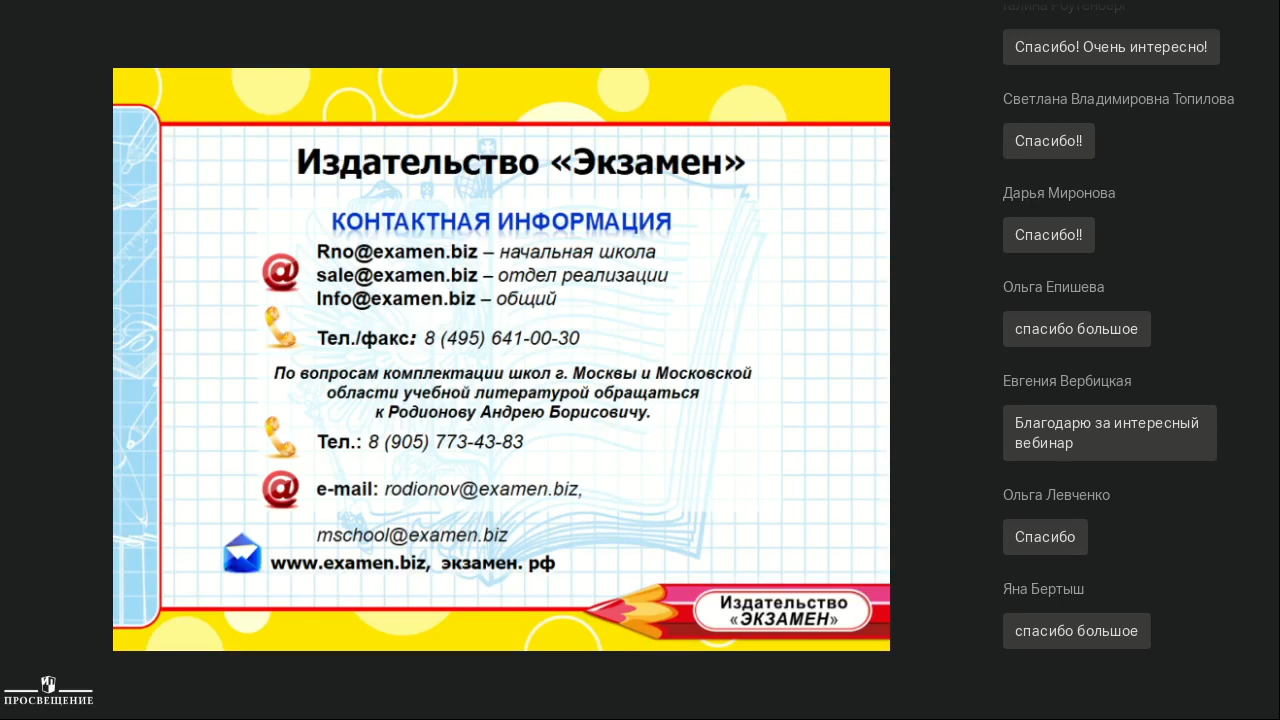 Издательство «Экзамен»
КОНТАКТНАЯ ИНФОРМАЦИЯ
Rno@examen.biz – начальная школа
sale@examen.biz – отдел реализации
Info@examen.biz – общий
Тел./факс: 8 (495) 641-00-30
По вопросам комплектации школ г. Москвы и Московской
области учебной литературой обращаться
к Родионову Андрею Борисовичу.
Тел.: 8 (905) 773-43-83
e-mail: rodionov@examen.biz,
mschool@examen.biz
www.examen.biz, экзамен. рф
Издательство
«ЭКЗАМЕН»
ПРОСВЕЩЕНИЕ
Спасибо! Очень интересно!
Светлана Владимировна Топилова
Спасибо!!
Дарья Миронова
Спасибо!!
Ольга Епишева
спасибо большое
Евгения Вербицкая
Благодарю за интересный
вебинар
Ольга Левченко
Спасибо
Яна Бертыш
спасибо большое